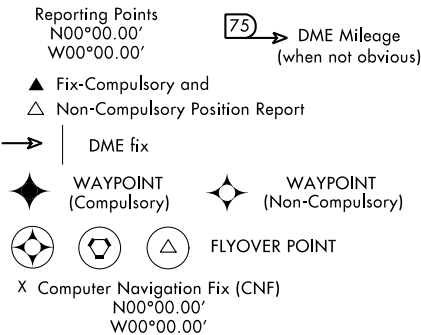 Reporting Points
N00°00.00′
W00°00.00′
75
DME Mileage
(when not obvious)
Fix-Compulsory and
Non-Compulsory Position Report
DME fix
WAYPOINT
(Compulsory)
WAYPOINT
(Non-Compulsory)
FLYOVER POINT
X Computer Navigation Fix (CNF)
N00°00.00′
W00°00.00′